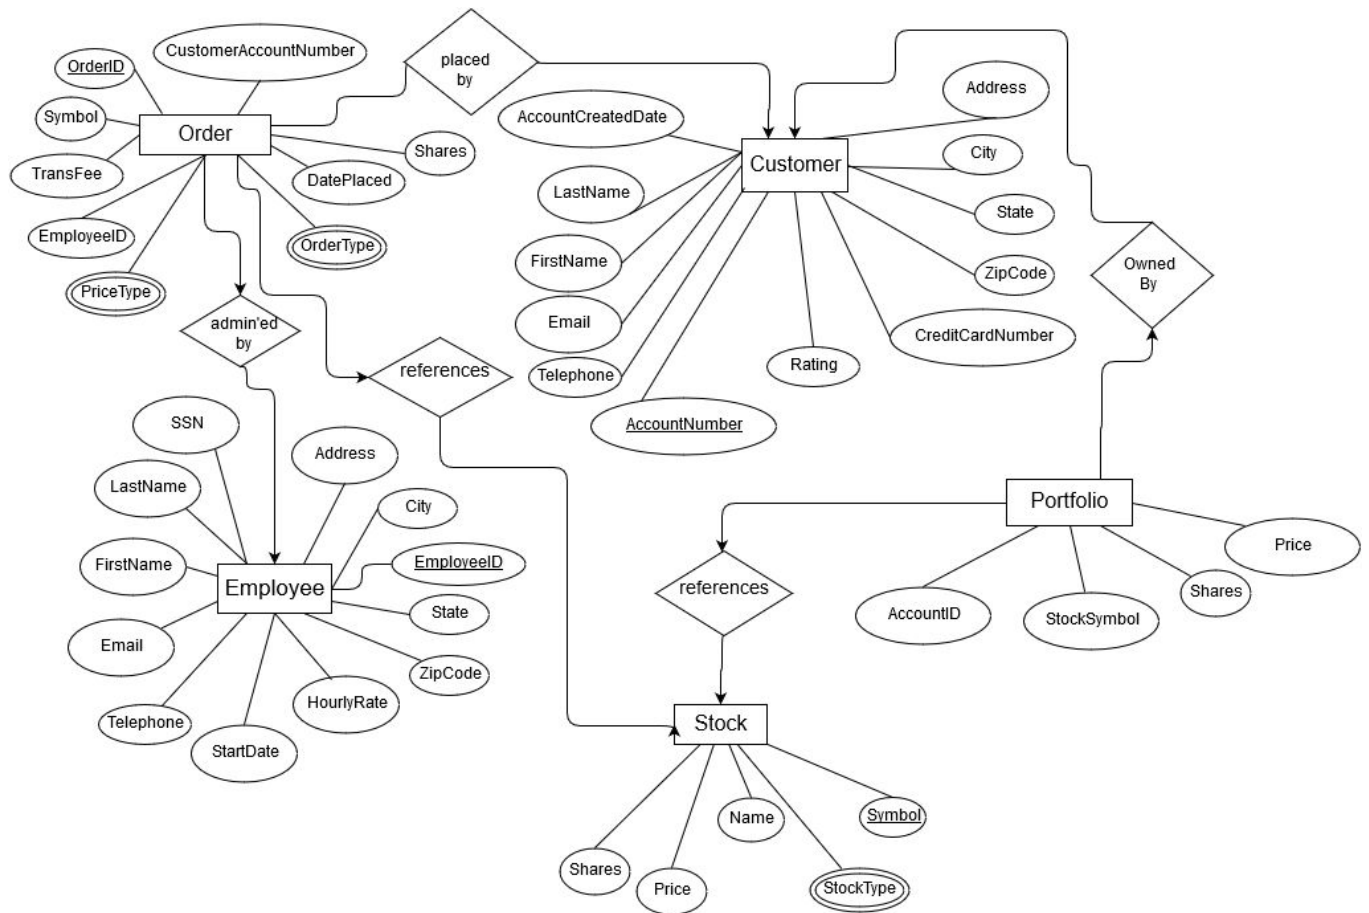 CustomerAccountNumber
OrderID
placed
by
Symbol
Order
TransFee
Shares
DatePlaced
EmployeeID
OrderType
PriceType
AccountCreatedDate
Address
Customer
City
LastName
State
FirstName
ZipCode
Email
CreditCardNumber
Telephone
Rating
AccountNumber
Owned
By
admin'ed
by
references
SSN
Address
LastName
City
FirstName
EmployeeID
Employee
State
Email
ZipCode
HourlyRate
Telephone
StartDate
Portfolio
Price
references
AccountID
StockSymbol
Shares
Stock
Name
Symbol
Shares
Price
StockType